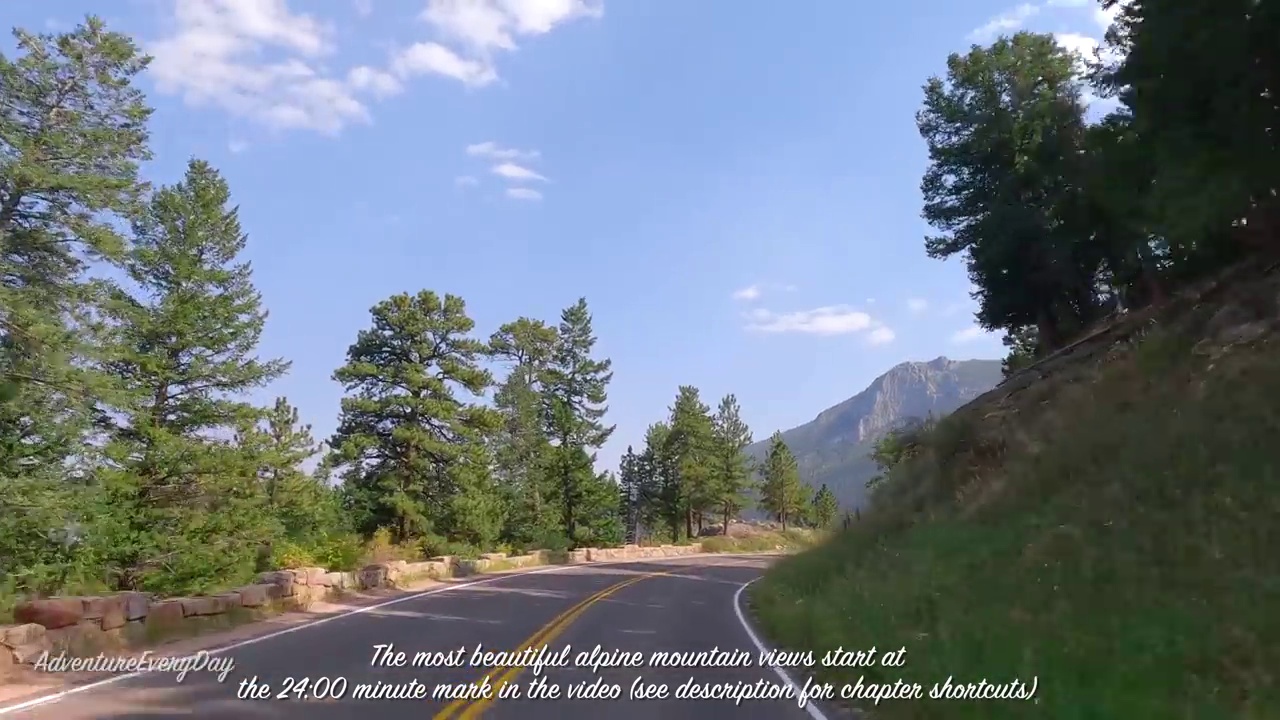 The most beautiful alpine mountain views start at
the 24:00 minute mark in the video (see description for chapter shortcuts)
AdventureEveryDay